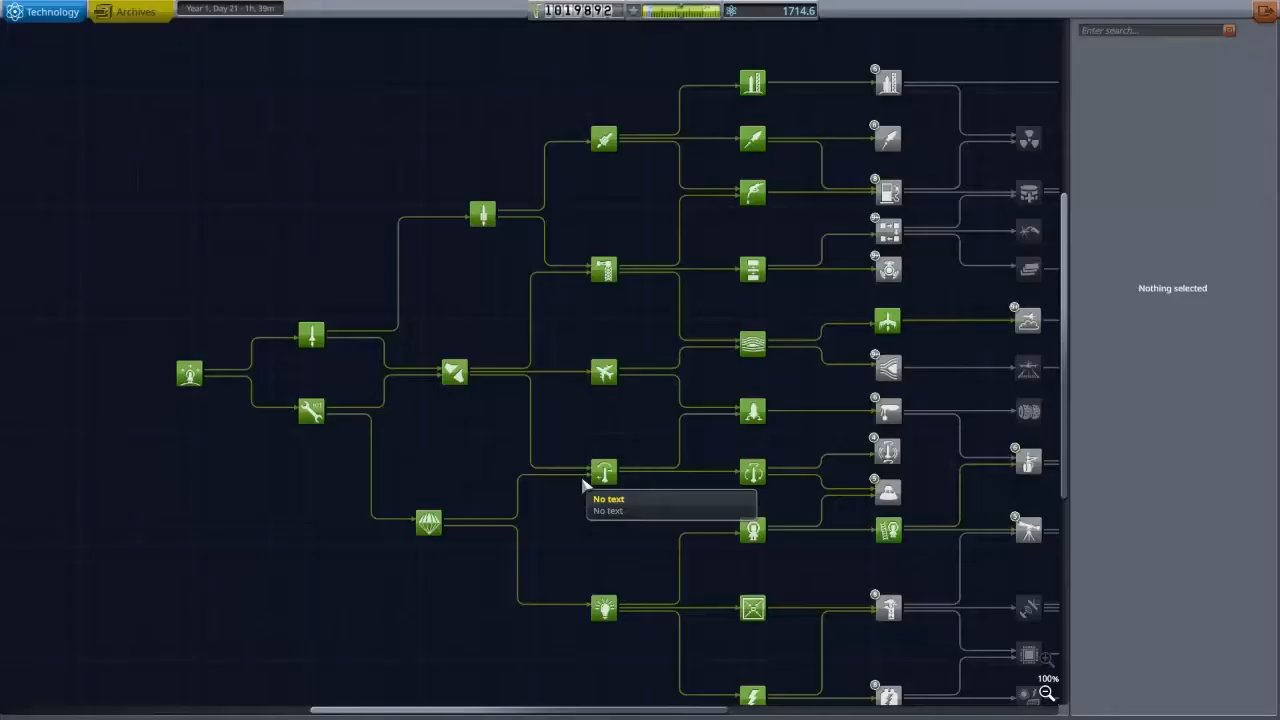 Technology
Archives
Year 1, Day 21 - 1h, 39m
1019892
1714.6
Enter search...
Nothing selected
No text
No text
100%